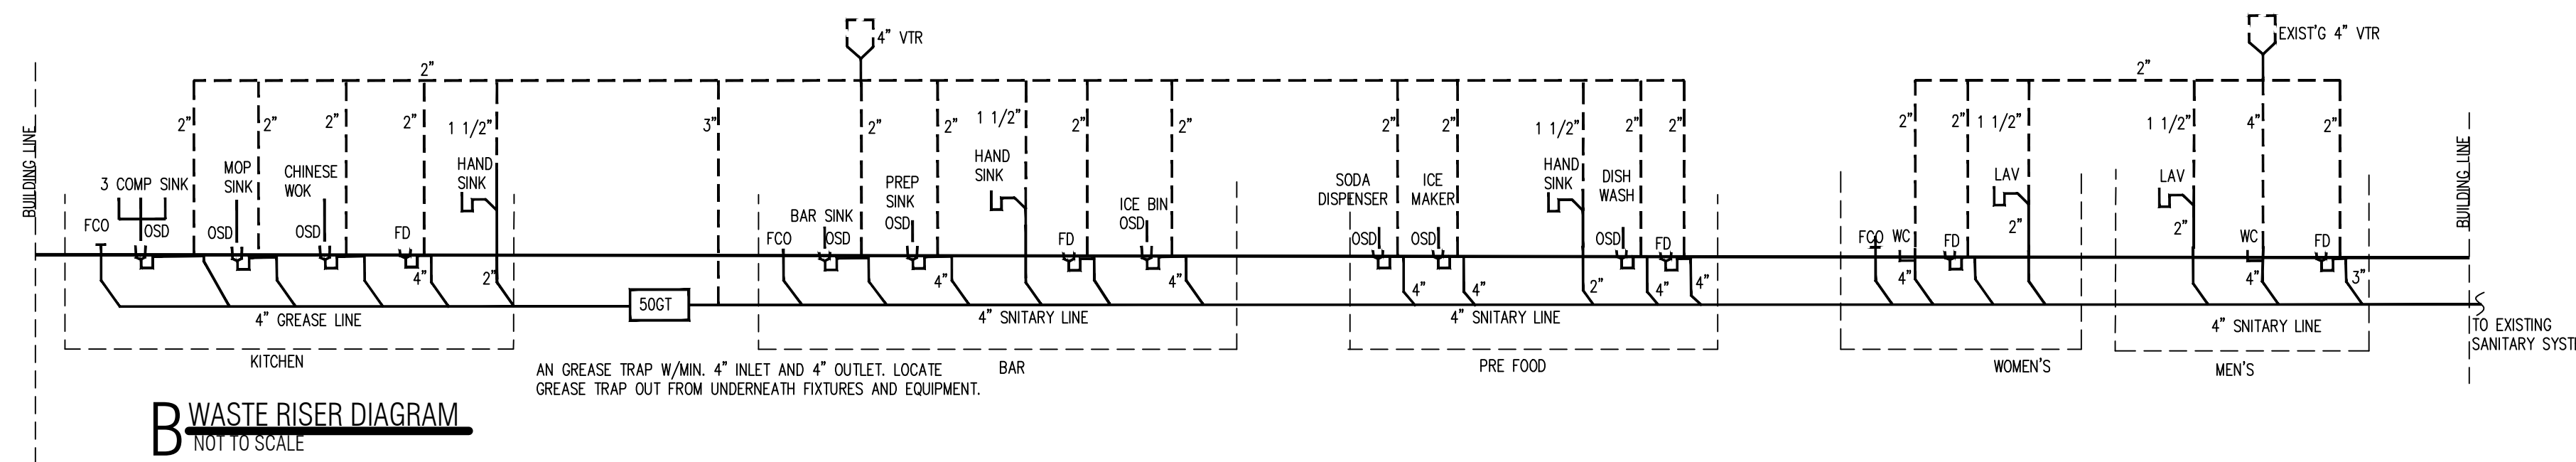 4" VTR
EXIST'G 4" VTR
2"
2"
BUILDING LINE
2"
2"
2"
2"
1 1/2"
3"
2"
2"
1 1/2"
2"
2"
2"
2"
1 1/2"
2"
2"
2"
2"
1 1/2"
1 1/2"
4"
2"
BUILDING LINE
3 COMP SINK
MOP
SINK
CHINESE
WOK
HAND
SINK
FCO
OSD
OSD
OSD
FD
4"
2"
BAR SINK
PREP
SINK
HAND
SINK
ICE BIN
FCO
OSD
OSD
FD
OSD
4"
4"
SODA
DISPENSER
ICE
MAKER
HAND
SINK
DISH
WASH
OSD
OSD
OSD
FD
4"
4"
2"
4"
4"
LAV
FCO
WC
FD
2"
4"
LAV
2"
WC
FD
4"
3"
4" GREASE LINE
50GT
4" SNITARY LINE
4" SNITARY LINE
4" SNITARY LINE
TO EXISTING
SANITARY SYST
KITCHEN
BAR
PRE FOOD
WOMEN'S
MEN'S
AN GREASE TRAP W/MIN. 4" INLET AND 4" OUTLET. LOCATE
GREASE TRAP OUT FROM UNDERNEATH FIXTURES AND EQUIPMENT.
B WASTE RISER DIAGRAM
NOT TO SCALE